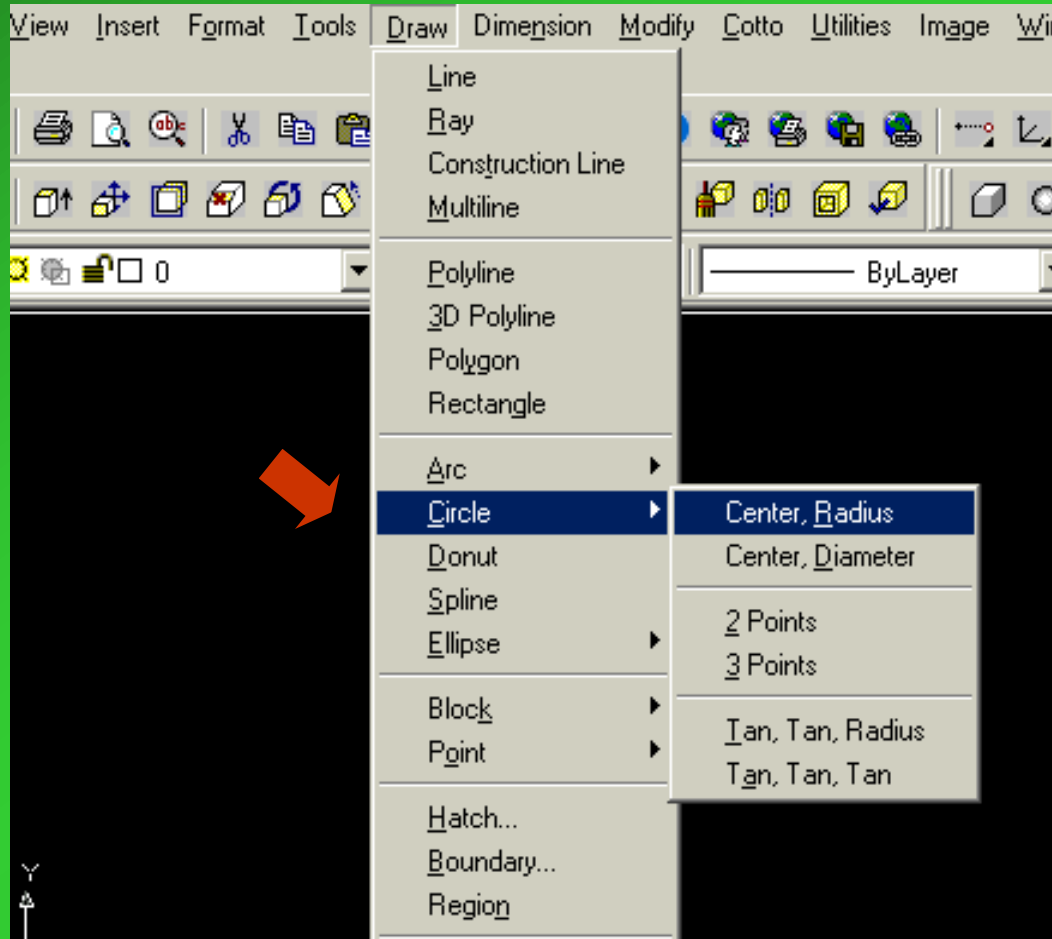 View Insert Format Tools Draw Dimension Modify Cotto Utilities Image
Line
Ray
Construction Line
Multiline
0
ByLayer
Polyline
3D Polyline
Polygon
Rectangle
Arc
Circle
Center, Radius
Donut
Center, Diameter
Spline
2 Points
Ellipse
3 Points
Block
Tan, Tan, Radius
Point
Tan, Tan, Tan
Hatch...
Boundary...
Region
Y